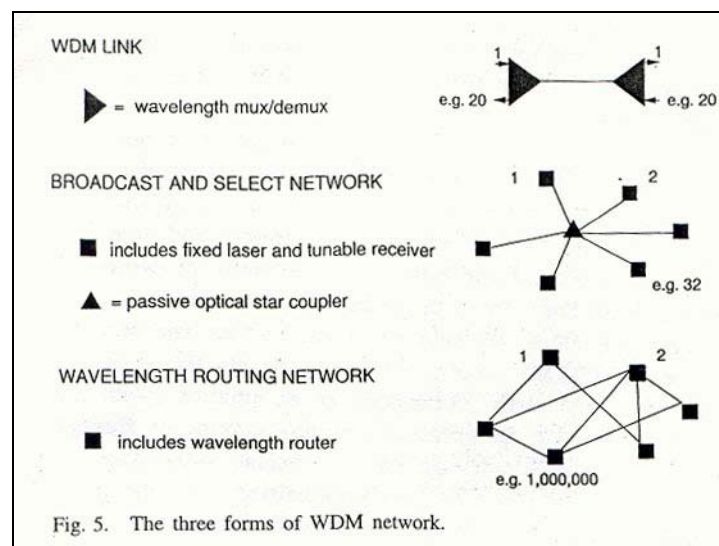 WDM LINK
1 1
= wavelength mux/demux
e.g. 20 e.g. 20
BROADCAST AND SELECT NETWORK
1 2
includes fixed laser and tunable receiver
e.g. 32
= passive optical star coupler
WAVELENGTH ROUTING NETWORK
1 2
includes wavelength router
e.g. 1,000,000
Fig. 5. The three forms of WDM network.